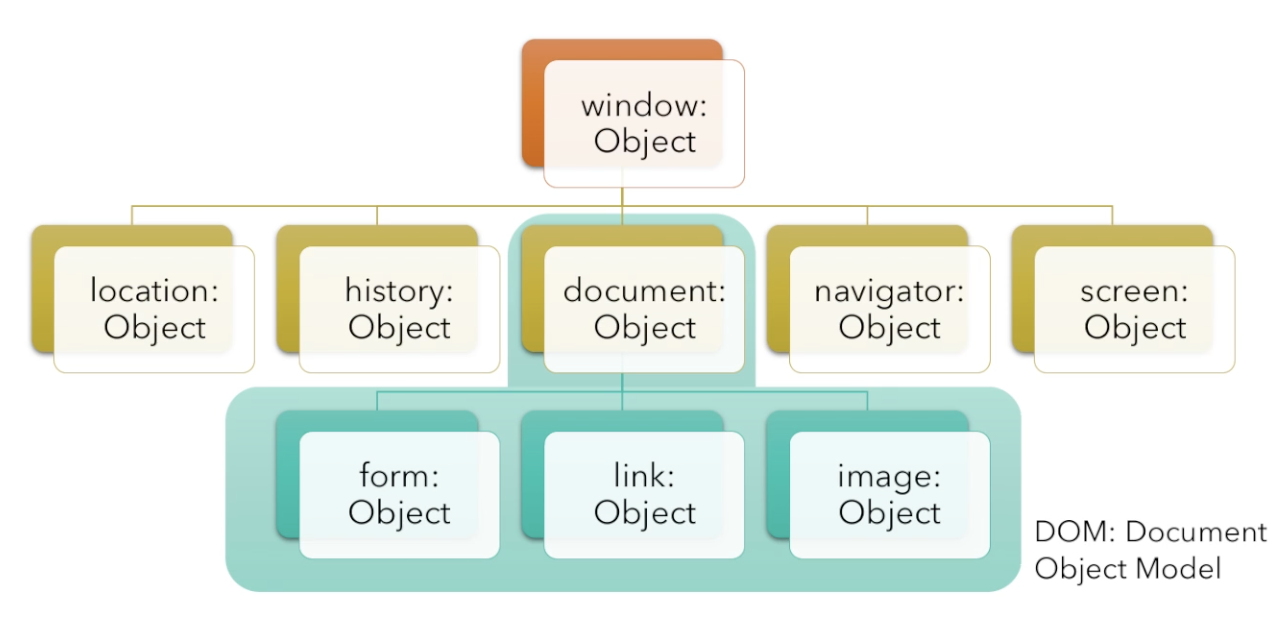 window:
Object
location:
Object
history:
Object
document:
Object
navigator:
Object
screen:
Object
form:
Object
link:
Object
image:
Object
DOM: Document
Object Model